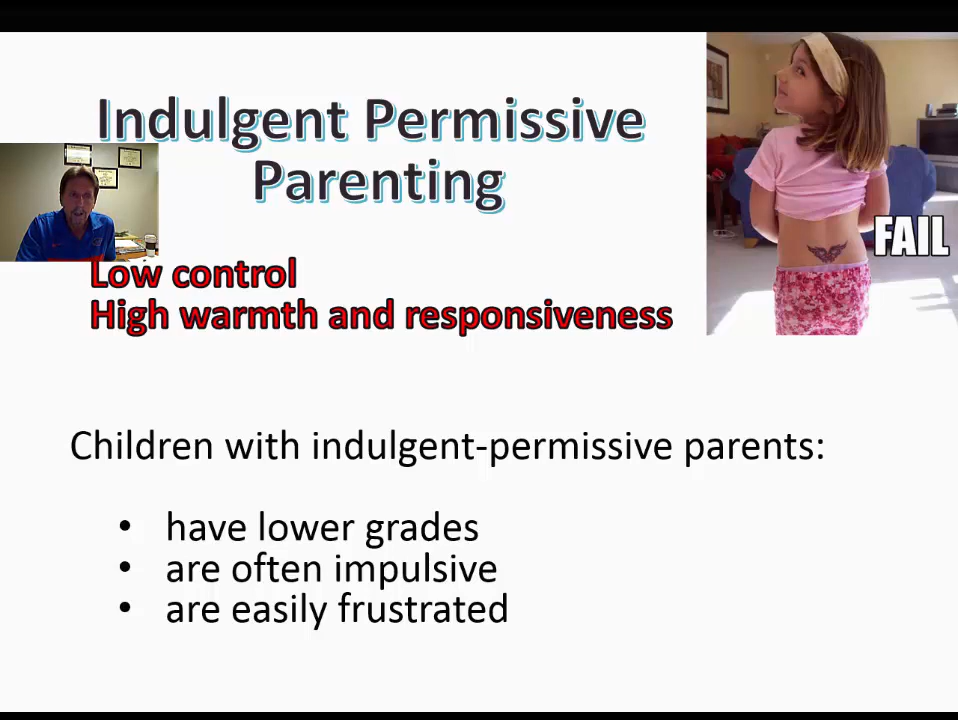 Indulgent Permissive
Parenting
FAIL
Low control
High warmth and responsiveness
Children with indulgent-permissive parents:
• have lower grades
• are often impulsive
• are easily frustrated